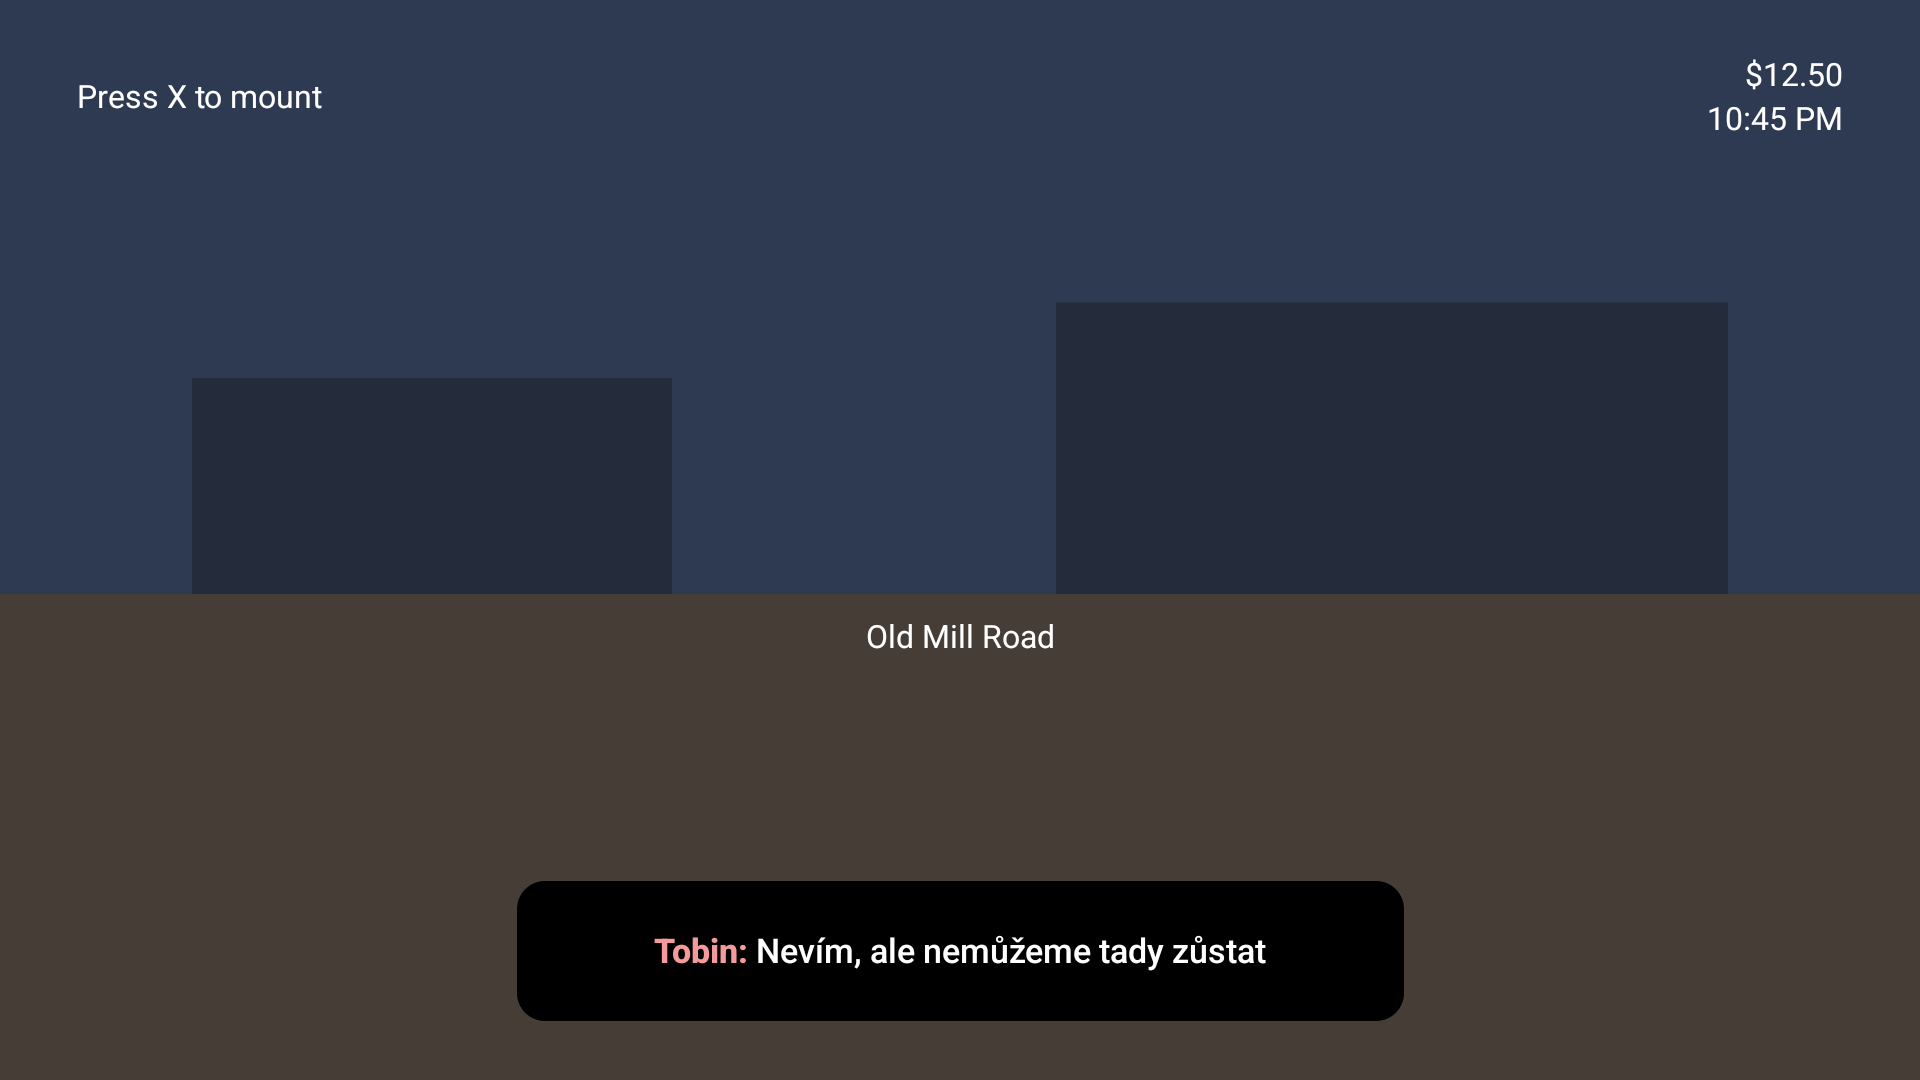 Press X to mount
$12.50
10:45 PM
Old Mill Road
Tobin: Nevím, ale nemůžeme tady zůstat